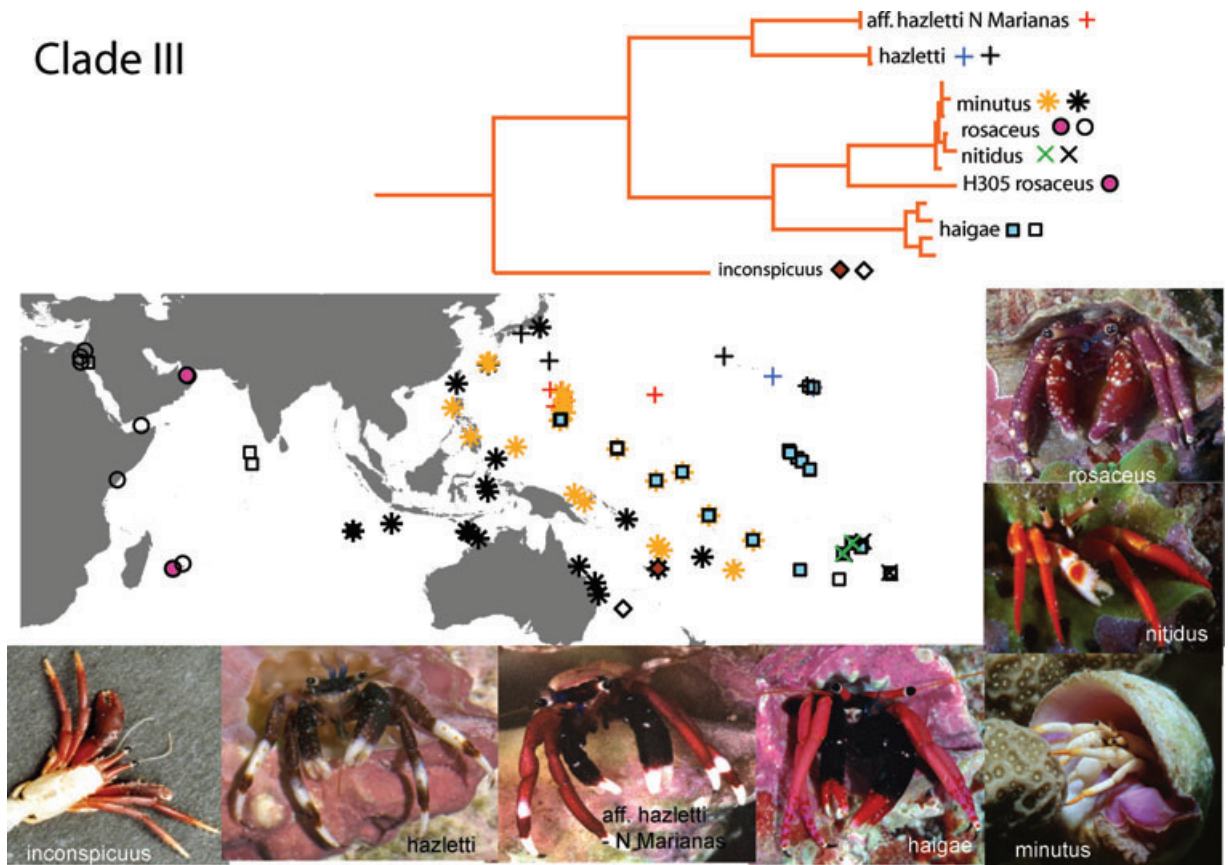 Clade III
aff. hazletti N Marianas
hazletti
minutus
rosaceus
nitidus
H305 rosaceus
haigae
inconspicuus
rosaceus
nitidus
inconspicuus
hazletti
aff. hazletti
- N Marianas
haigae
minutus